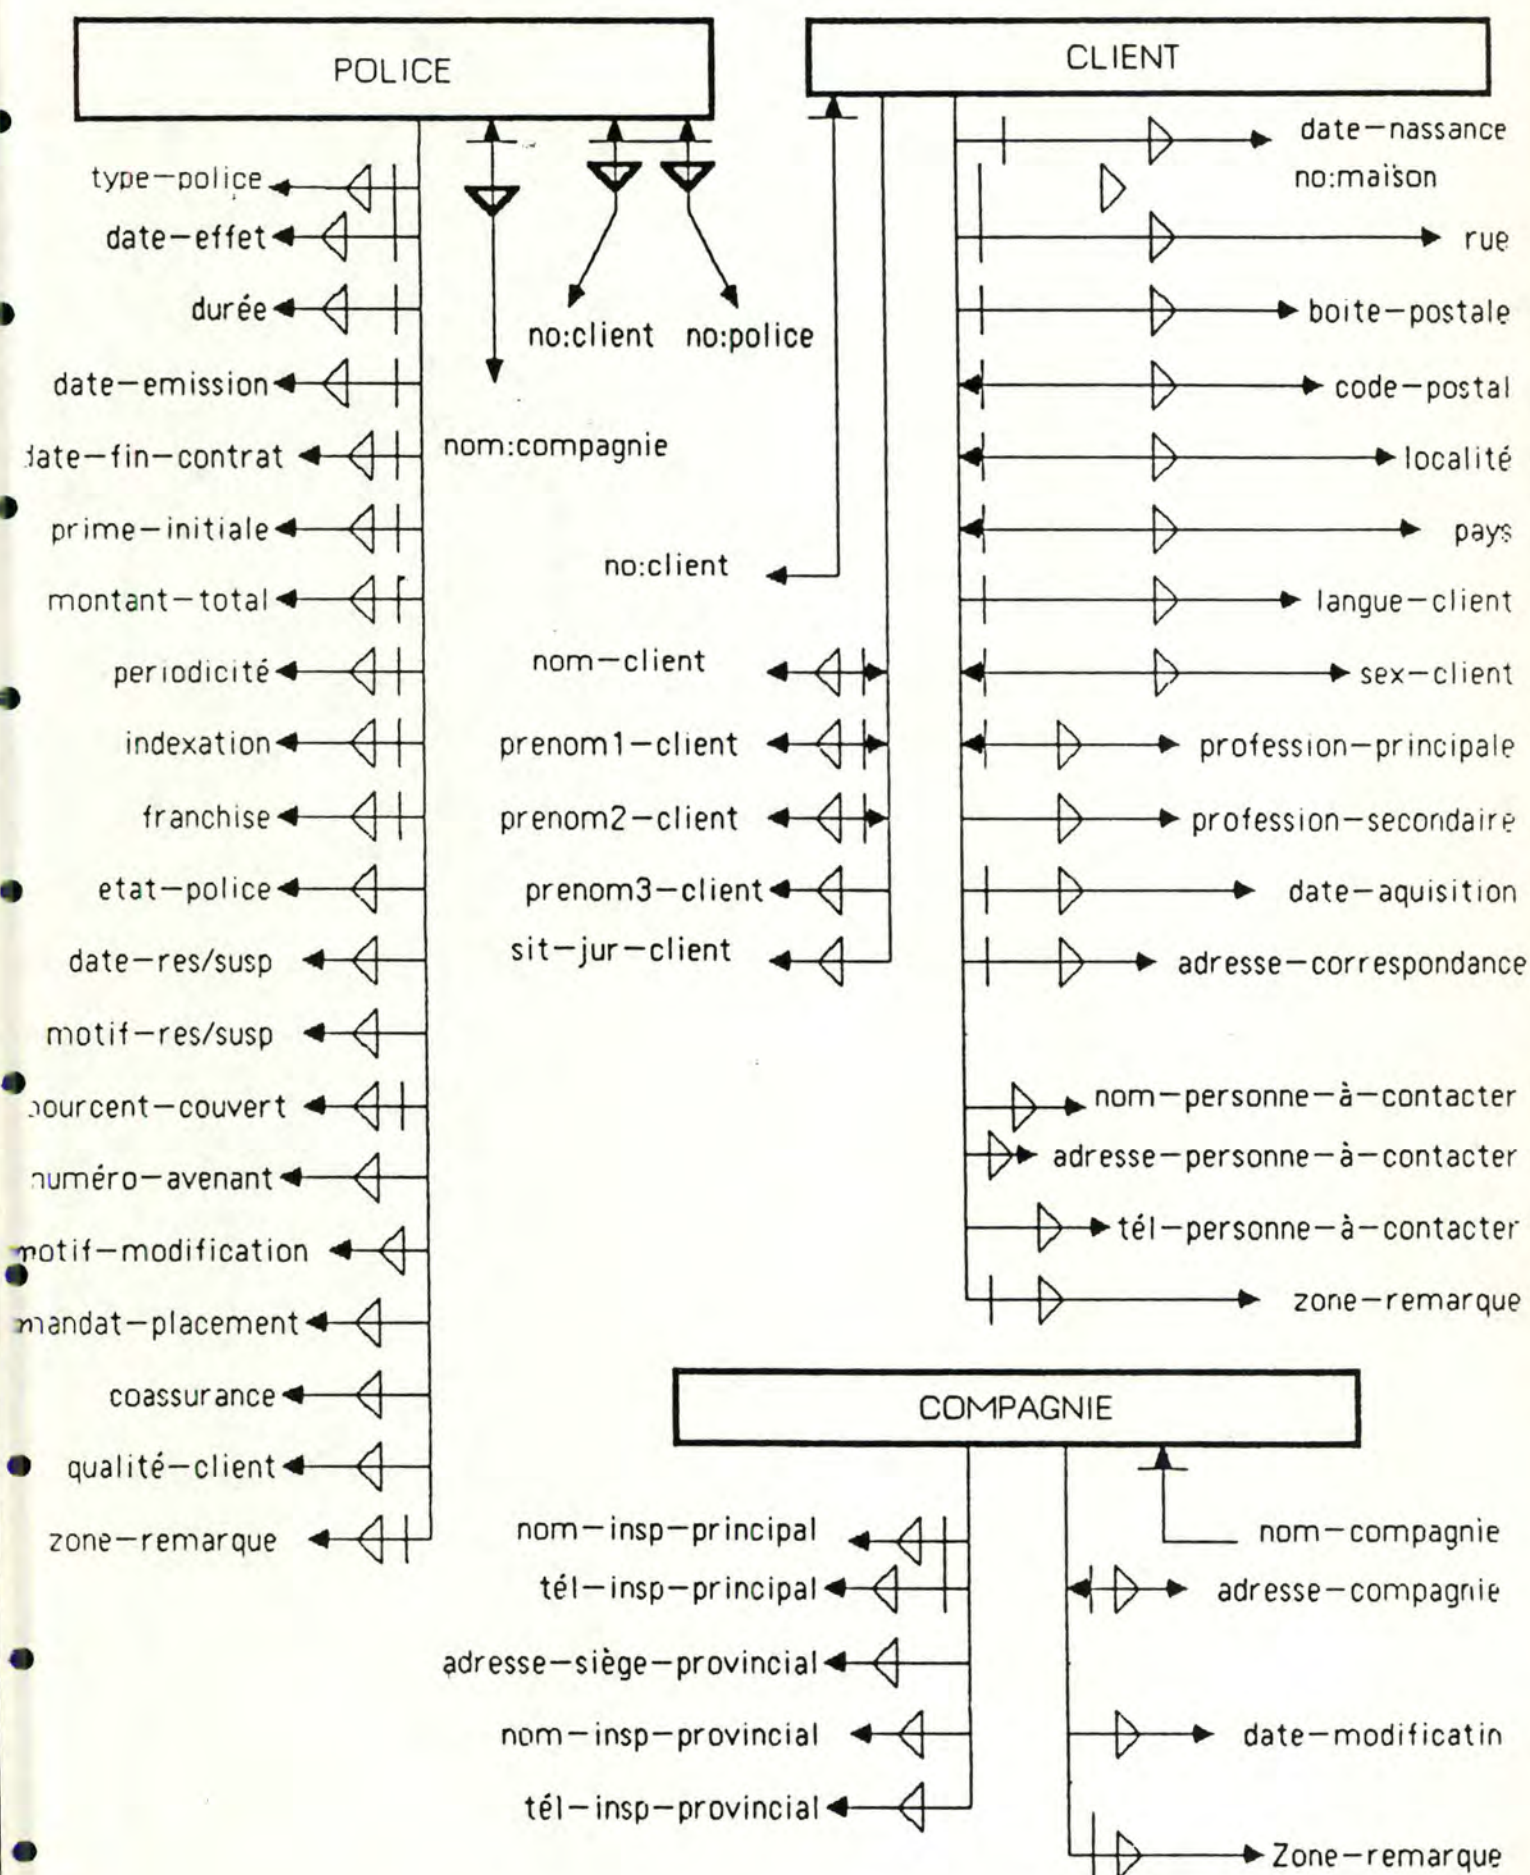 POLICE
type-police
date-effet
durée
date-emission
date-fin-contrat
prime-initiale
montant-total
periodicité
indexation
franchise
etat-police
date-res/susp
motif-res/susp
pourcent-couvert
numéro-avenant
motif-modification
mandat-placement
coassurance
qualité-client
zone-remarque
no:client no:police
nom:compagnie
CLIENT
no:client
nom-client
prenom1-client
prenom2-client
prenom3-client
sit-jur-client
date-nassance
no:maison
rue
boite-postale
code-postal
localité
pays
langue-client
sex-client
profession-principale
profession-secondaire
date-aquisition
adresse-correspondance
nom-personne-à-contacter
adresse-personne-à-contacter
tél-personne-à-contacter
zone-remarque
COMPAGNIE
nom-insp-principal
tél-insp-principal
adresse-siège-provincial
nom-insp-provincial
tél-insp-provincial
nom-compagnie
adresse-compagnie
date-modificatin
Zone-remarque